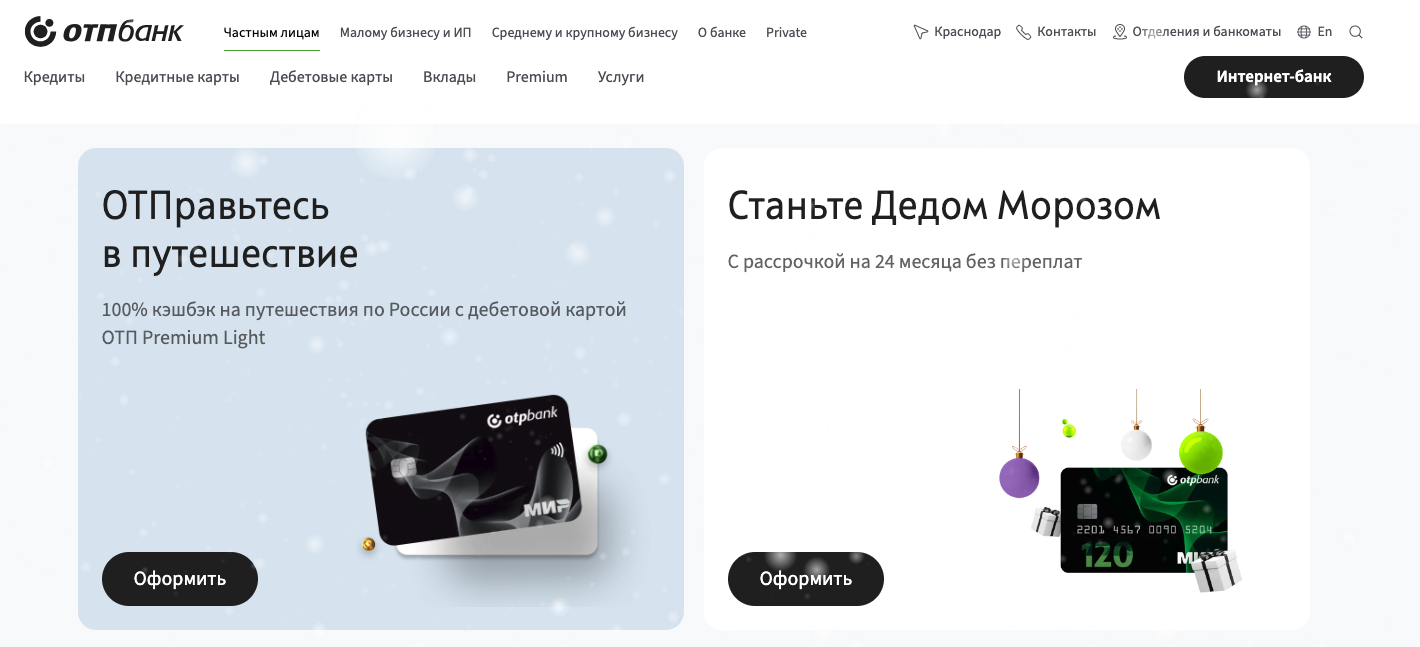 ОТПбанк
Частным лицам Малому бизнесу и ИП Среднему и крупному бизнесу О банке Private
Краснодар Контакты Отделения и банкоматы En
Кредиты Кредитные карты Дебетовые карты Вклады Premium Услуги
Интернет-банк
ОТПравьтесь
в путешествие
100% кэшбэк на путешествия по России с дебетовой картой
ОТП Premium Light
otpbank
МИР
Оформить
Станьте Дедом Морозом
С рассрочкой на 24 месяца без переплат
otpbank
2201 4567 0090 5204
120
Оформить